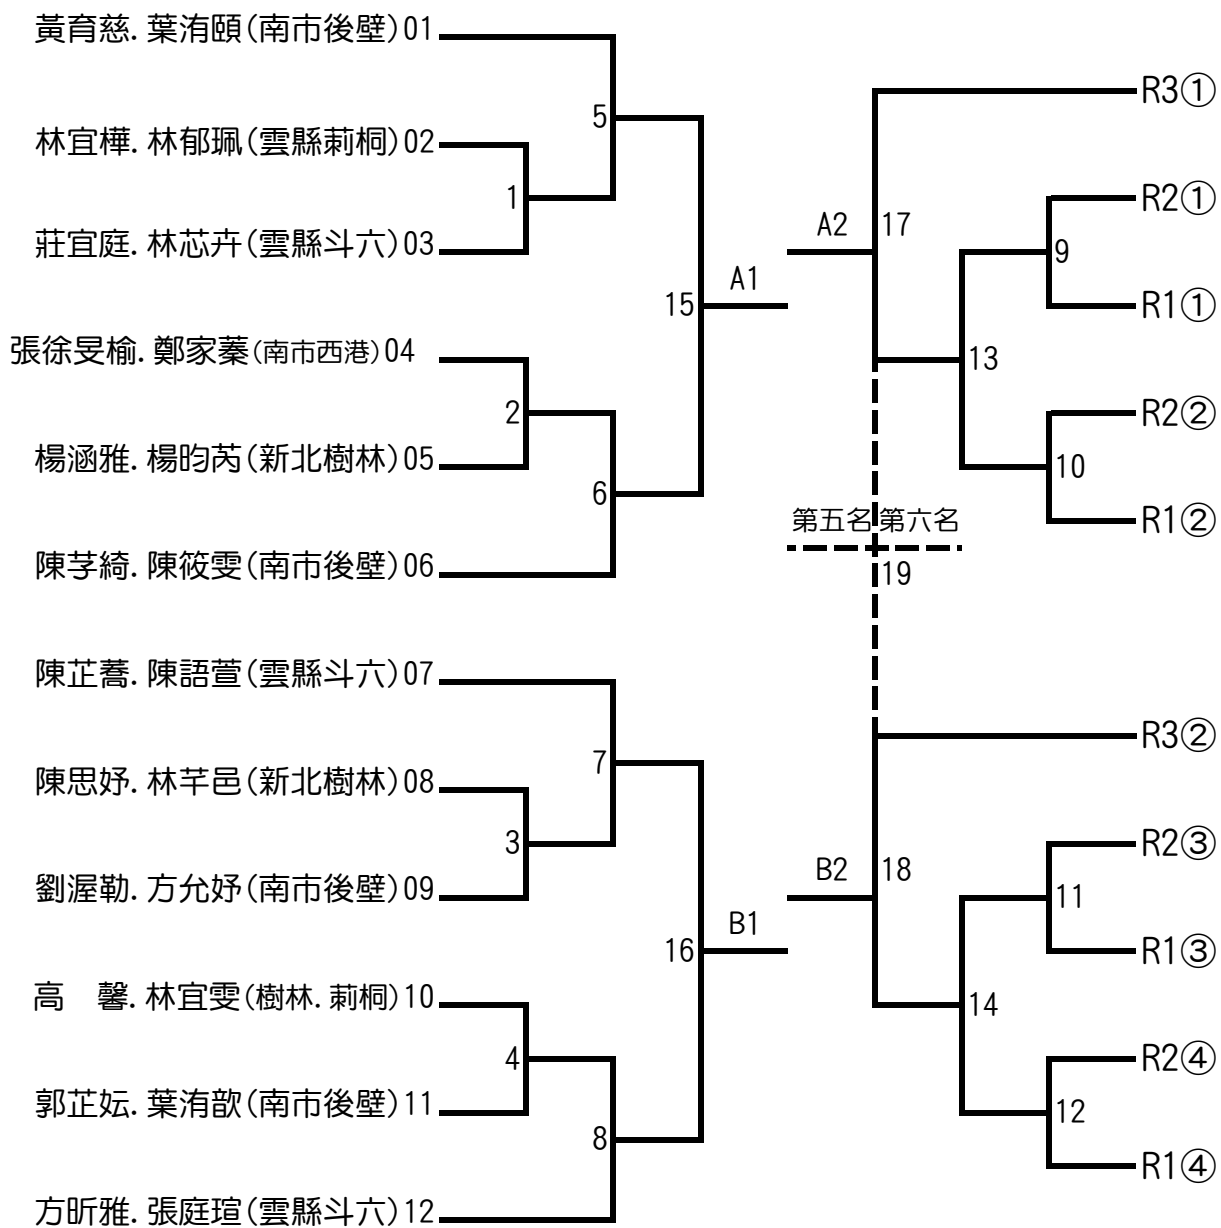 黃育慈. 葉洧頤(南市後壁)01
林宜樺. 林郁珮(雲縣莿桐)02
莊宜庭. 林芯卉(雲縣斗六)03
張徐旻榆. 鄭家蓁(南市西港)04
楊涵雅. 楊昀芮(新北樹林)05
陳芓綺. 陳筱雯(南市後壁)06
陳芷蕎. 陳語萱(雲縣斗六)07
陳思妤. 林芊邑(新北樹林)08
劉渥勒. 方允妤(南市後壁)09
高　馨. 林宜雯(樹林. 莿桐)10
郭芷妘. 葉洧歆(南市後壁)11
方昕雅. 張庭瑄(雲縣斗六)12
1
2
3
4
5
6
7
8
15
16
A1
B1
A2
17
第五名 第六名
19
B2
18
13
14
9
10
11
12
R3①
R2①
R1①
R2②
R1②
R3②
R2③
R1③
R2④
R1④